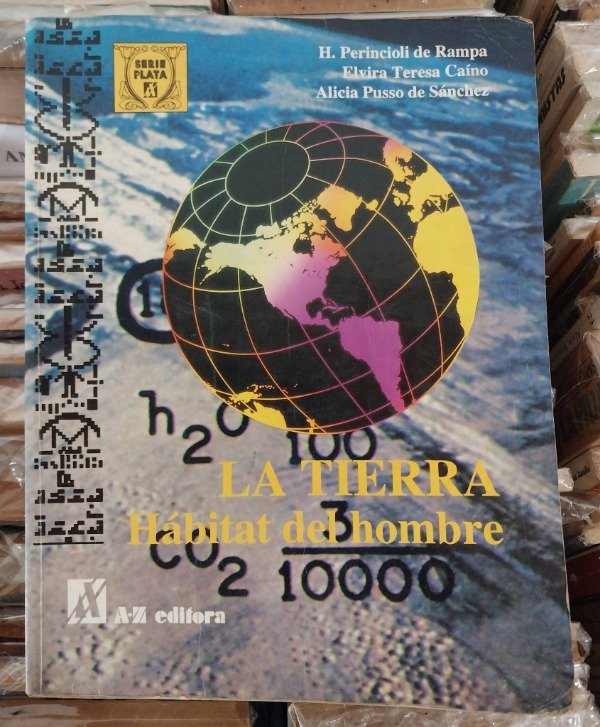 SERIE
PLATA
H. Perincioli de Rampa
Elvira Teresa Caíno
Alicia Pusso de Sánchez
h2O
100
LA TIERRA
Hábitat del hombre
CO2
3
10000
A-Z editora